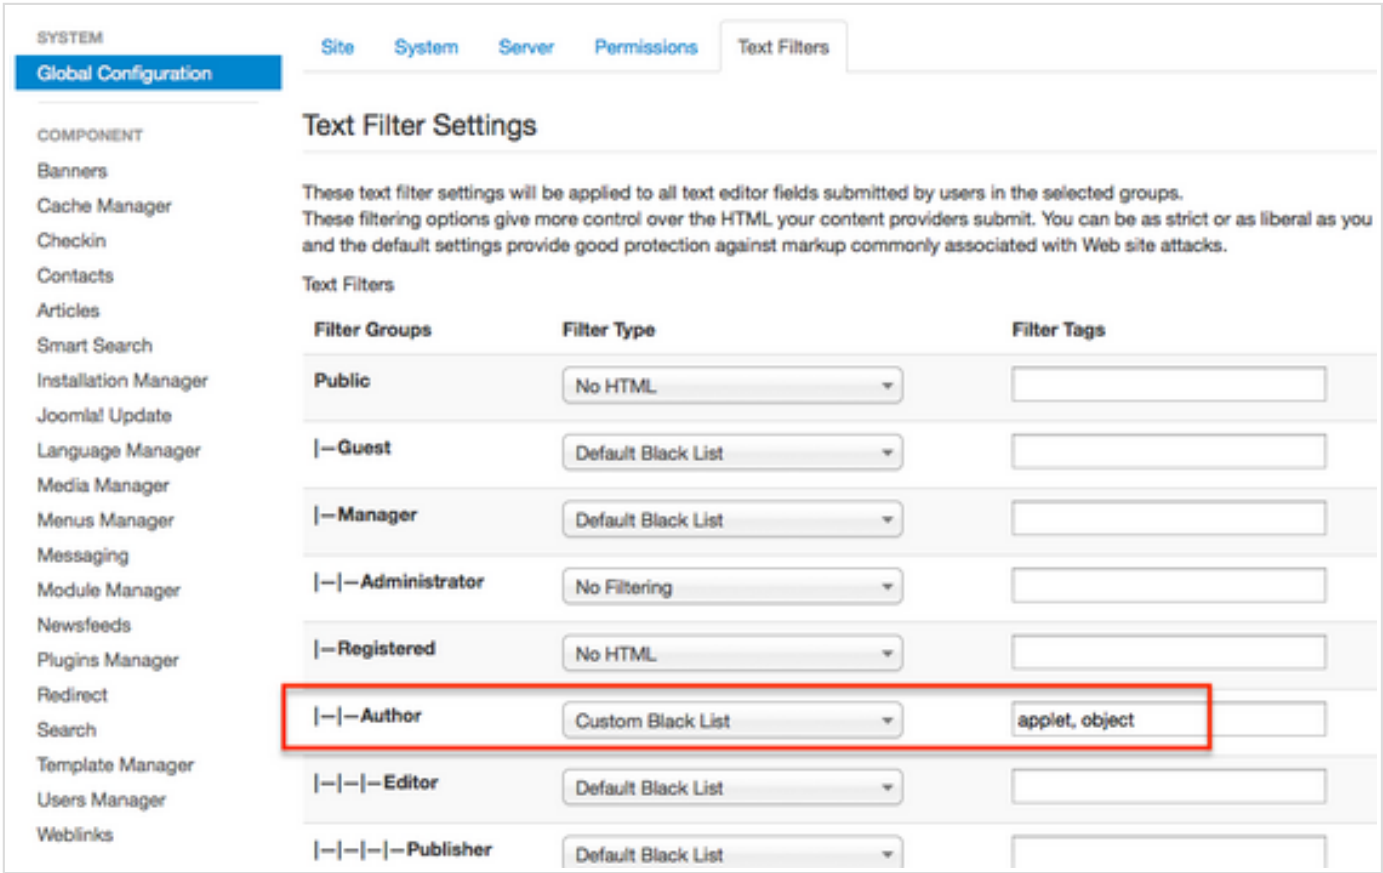 SYSTEM
Global Configuration
COMPONENT
Banners
Cache Manager
Checkin
Contacts
Articles
Smart Search
Installation Manager
Joomla! Update
Language Manager
Media Manager
Menus Manager
Messaging
Module Manager
Newsfeeds
Plugins Manager
Redirect
Search
Template Manager
Users Manager
Weblinks
Site System Server Permissions Text Filters
Text Filter Settings
These text filter settings will be applied to all text editor fields submitted by users in the selected groups.
These filtering options give more control over the HTML your content providers submit. You can be as strict or as liberal as you
and the default settings provide good protection against markup commonly associated with Web site attacks.
Text Filters
Filter Groups Filter Type Filter Tags
Public No HTML
|—Guest Default Black List
|—Manager Default Black List
|—|—Administrator No Filtering
|—Registered No HTML
|—|—Author Custom Black List applet, object
|—|—|—Editor Default Black List
|—|—|—|—Publisher Default Black List